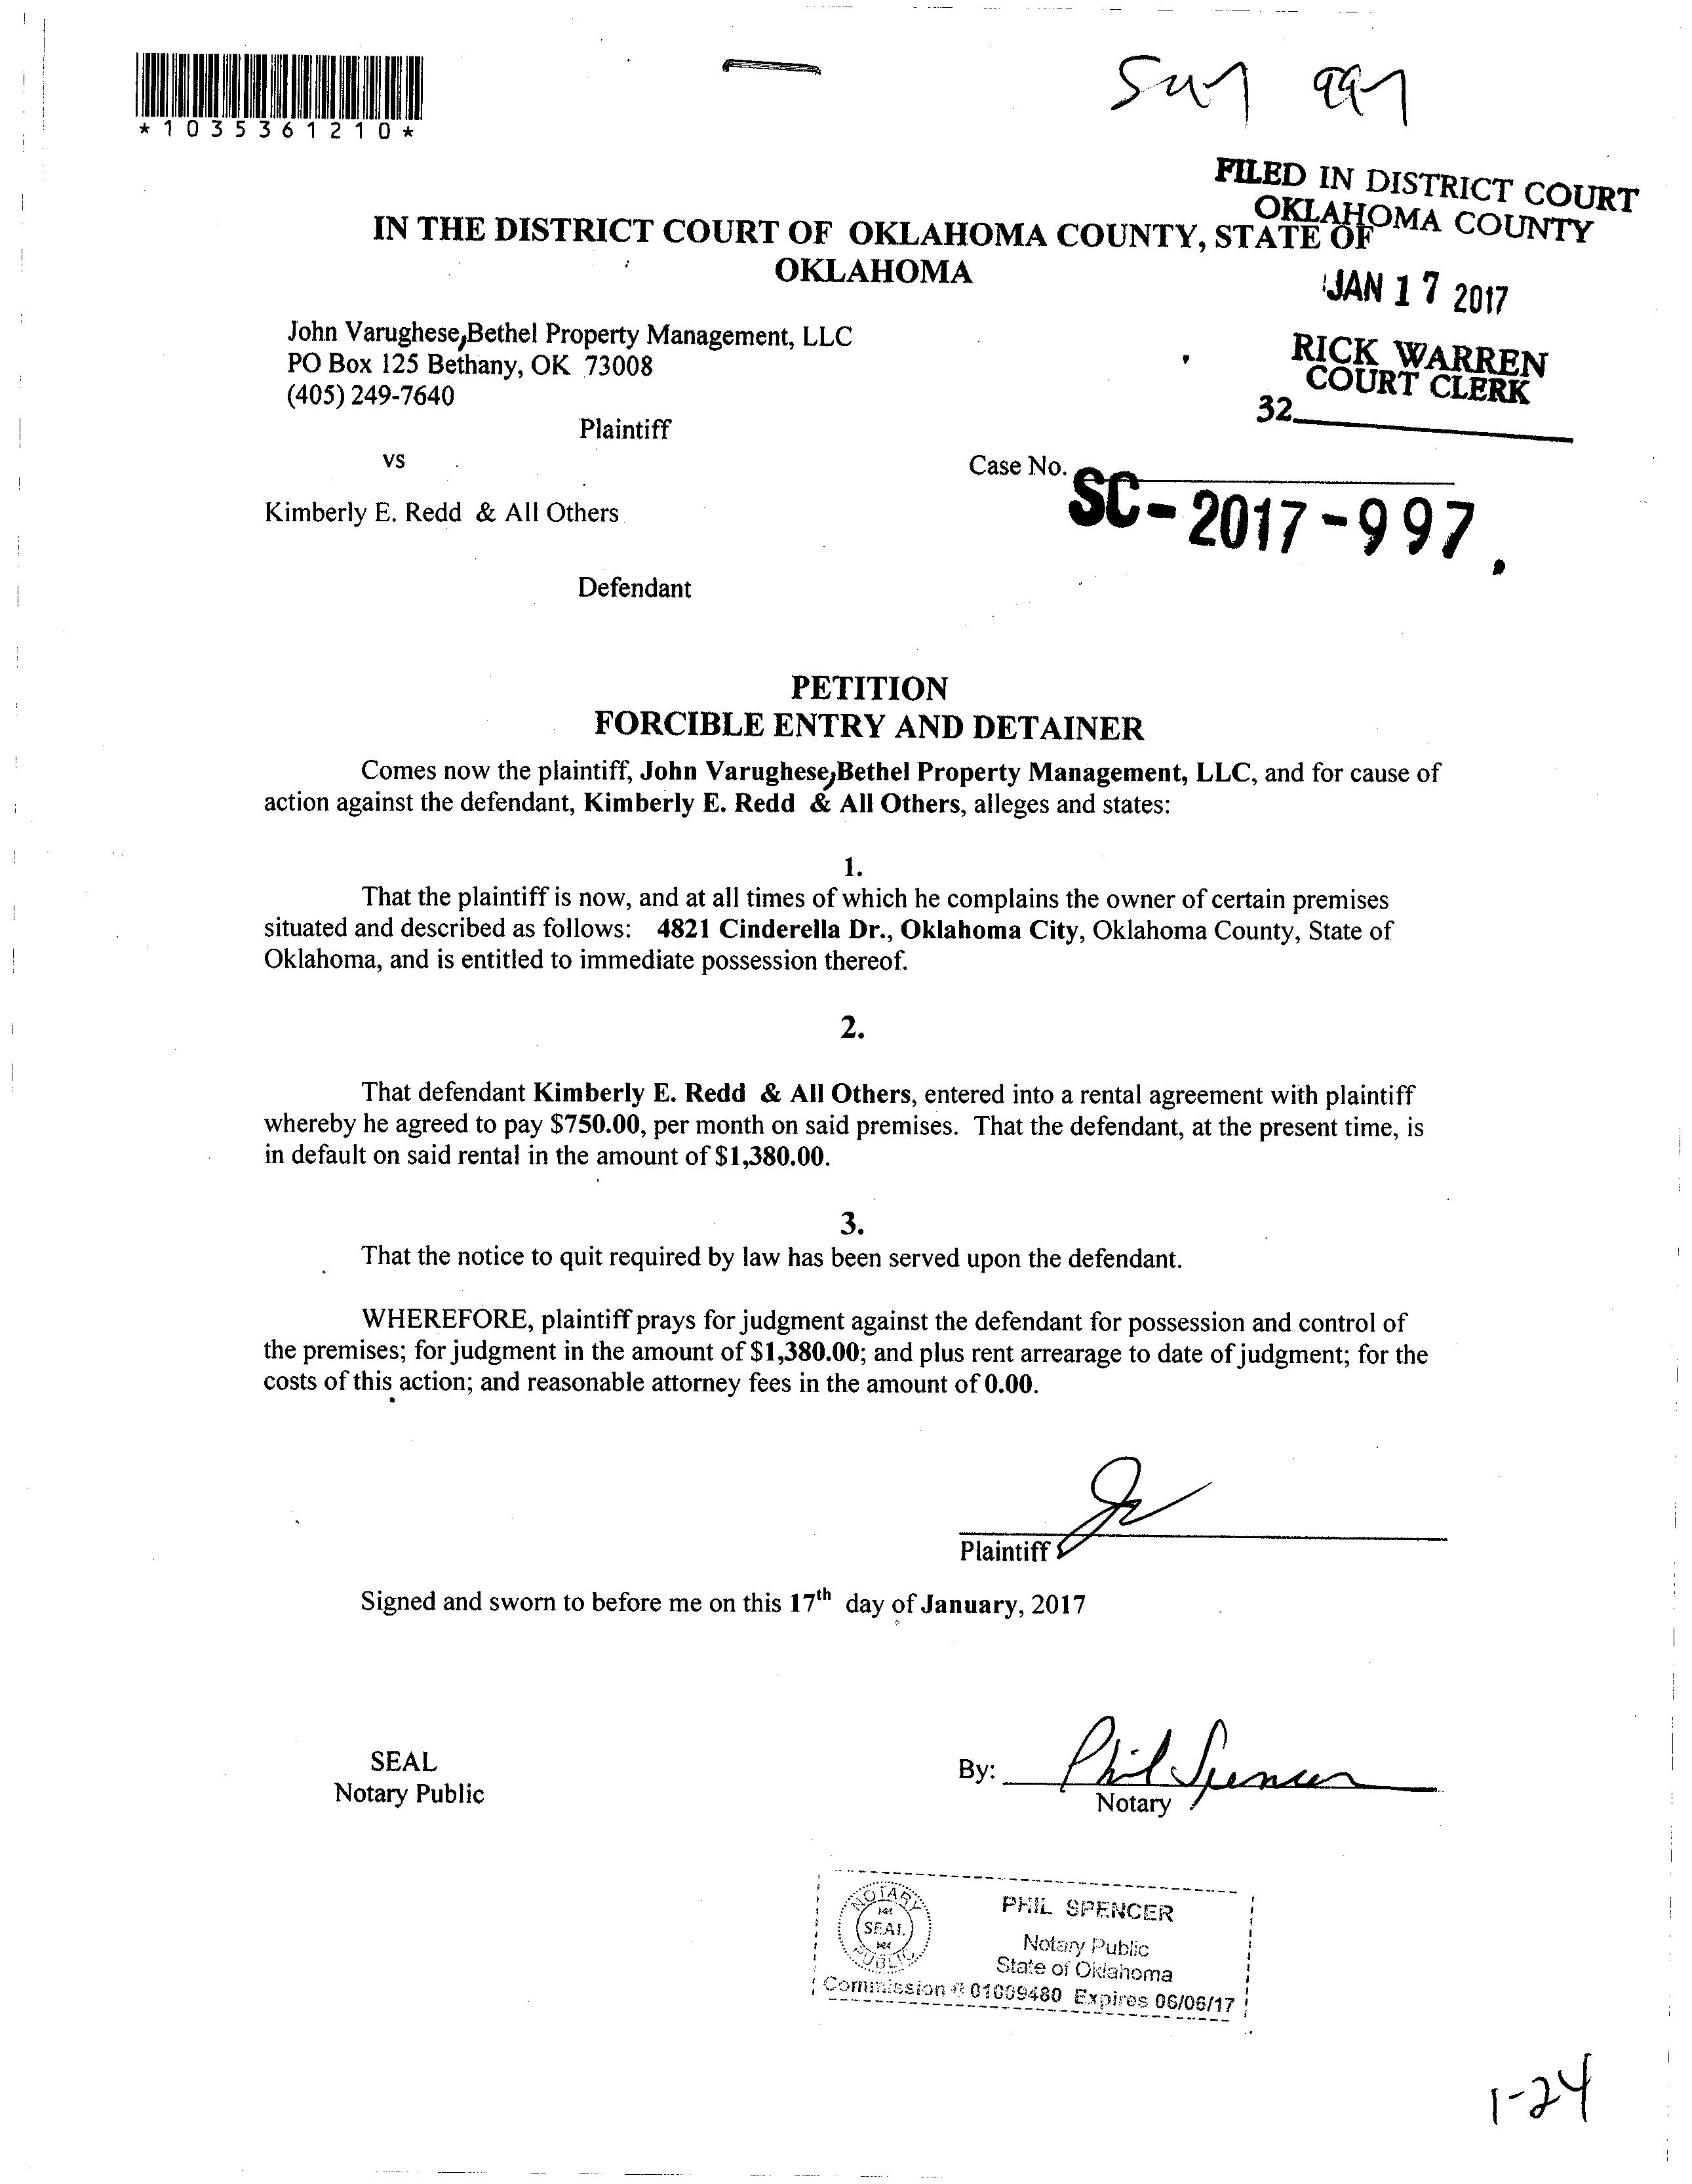 *1035361210*
997
FILED IN DISTRICT COURT
OKLAHOMA COUNTY
IN THE DISTRICT COURT OF OKLAHOMA COUNTY, STATE OF
OKLAHOMA
JAN 17 2017
John Varughese,Bethel Property Management, LLC
PO Box 125 Bethany, OK 73008
(405) 249-7640
RICK WARREN
COURT CLERK
32
Plaintiff
vs
Case No.
SC-2017-997
Kimberly E. Redd & All Others
Defendant
PETITION
FORCIBLE ENTRY AND DETAINER
Comes now the plaintiff, John Varughese,Bethel Property Management, LLC, and for cause of
action against the defendant, Kimberly E. Redd & All Others, alleges and states:
1.
That the plaintiff is now, and at all times of which he complains the owner of certain premises
situated and described as follows: 4821 Cinderella Dr., Oklahoma City, Oklahoma County, State of
Oklahoma, and is entitled to immediate possession thereof.
2.
That defendant Kimberly E. Redd & All Others, entered into a rental agreement with plaintiff
whereby he agreed to pay $750.00, per month on said premises. That the defendant, at the present time, is
in default on said rental in the amount of $1,380.00.
3.
That the notice to quit required by law has been served upon the defendant.
WHEREFORE, plaintiff prays for judgment against the defendant for possession and control of
the premises; for judgment in the amount of $1,380.00; and plus rent arrearage to date of judgment; for the
costs of this action; and reasonable attorney fees in the amount of 0.00.
Plaintiff
Signed and sworn to before me on this 17th day of January, 2017
SEAL
Notary Public
By: Phil Spencer
Notary
NOTARY
SEAL
PUBLIC
PHIL SPENCER
Notary Public
State of Oklahoma
Commission # 01009480 Expires 06/06/17
1-24